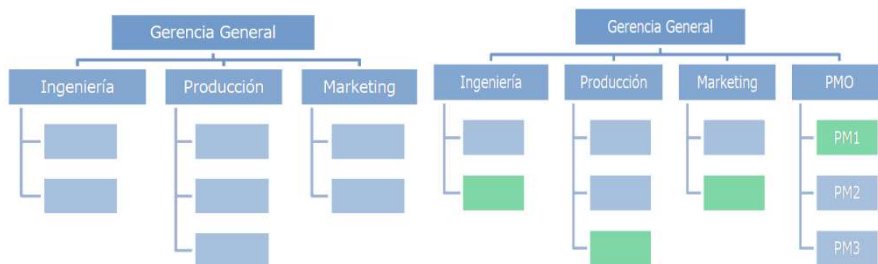 Gerencia General
Ingeniería Producción Marketing
Gerencia General
Ingeniería Producción Marketing PMO
PM1
PM2
PM3